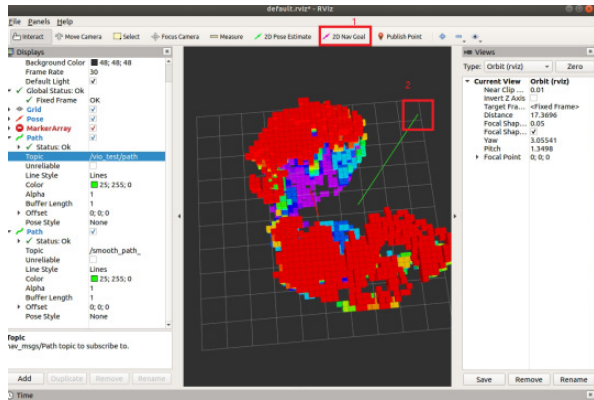 default.rviz* - RViz
File Panels Help
1
Interact Move Camera Select Focus Camera Measure 2D Pose Estimate 2D Nav Goal Publish Point
Displays
Background Color 48; 48; 48
Frame Rate 30
Default Light
Global Status: Ok
Fixed Frame OK
Grid
Pose
MarkerArray
Path
Status: Ok
Topic /vio_test/path
Unreliable
Line Style Lines
Color 25; 255; 0
Alpha 1
Buffer Length 1
Offset 0; 0; 0
Pose Style None
Path
Status: Ok
Topic /smooth_path_
Unreliable
Line Style Lines
Color 25; 255; 0
Alpha 1
Buffer Length 1
Offset 0; 0; 0
Pose Style None
Topic
nav_msgs/Path topic to subscribe to.
Add Duplicate Remove Rename
Time
2
Views
Type: Orbit (rviz) Zero
Current View Orbit (rviz)
Near Clip ... 0.01
Invert Z Axis
Target Fra... <Fixed Frame>
Distance 17.3696
Focal Shap... 0.05
Focal Shap...
Yaw 3.05541
Pitch 1.3498
Focal Point 0; 0; 0
Save Remove Rename